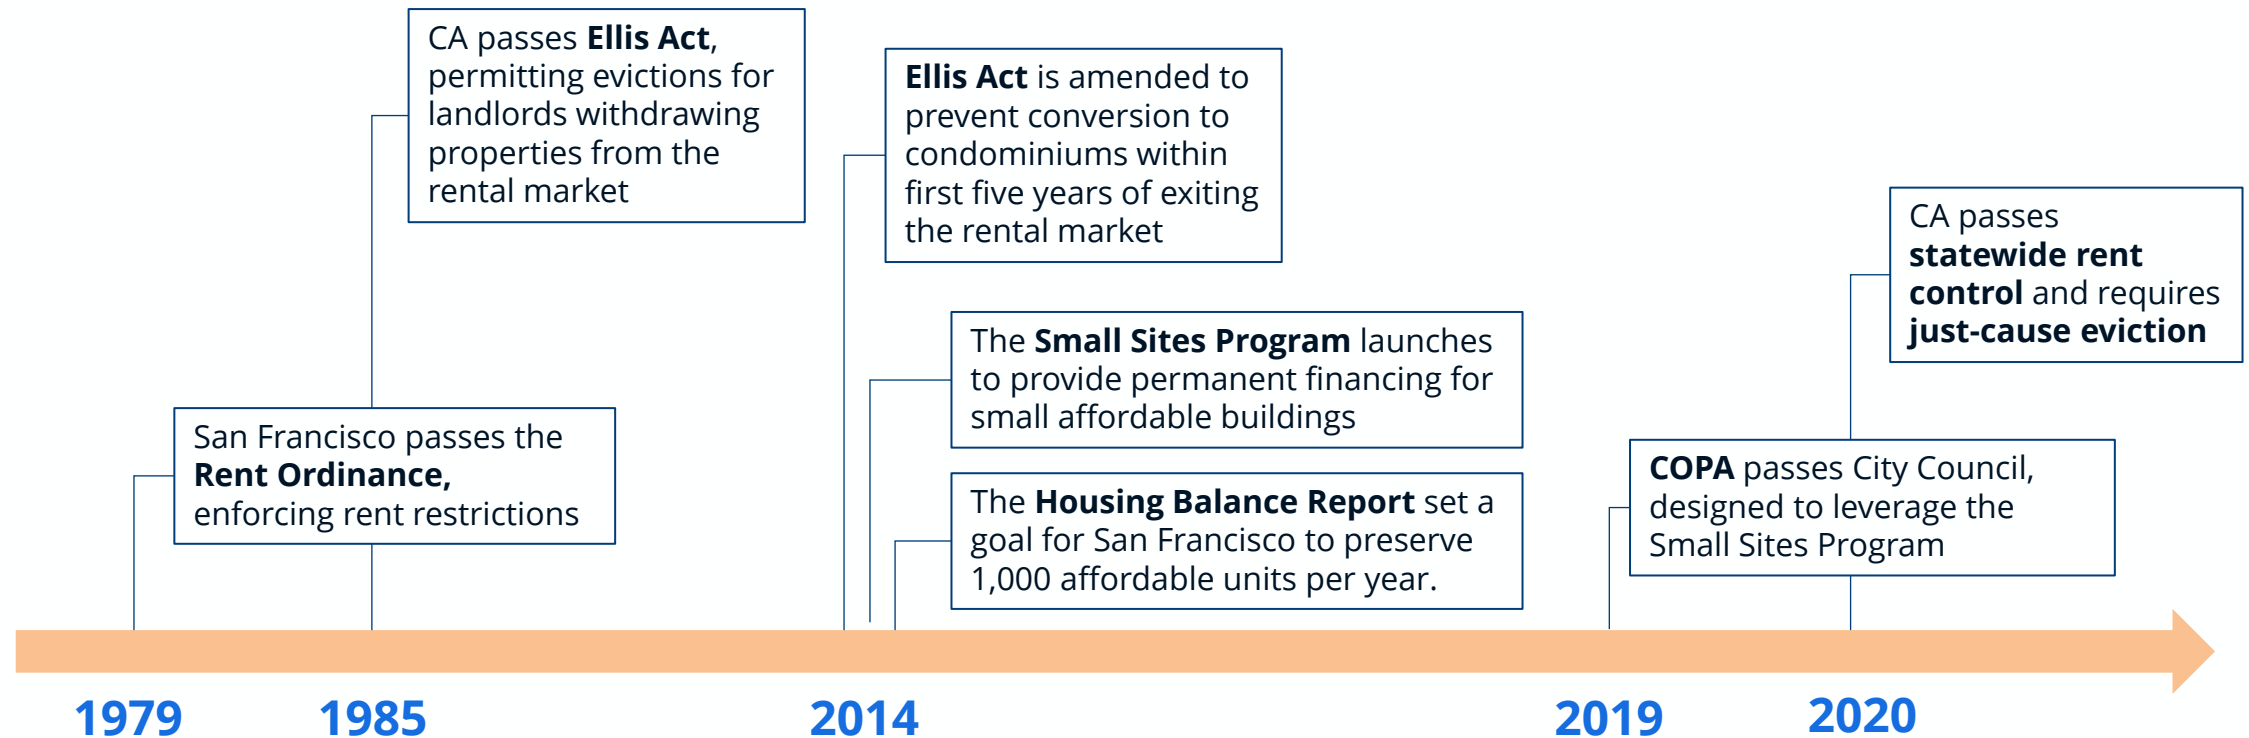 CA passes Ellis Act,
permitting evictions for
landlords withdrawing
properties from the
rental market
Ellis Act is amended to
prevent conversion to
condominiums within
first five years of exiting
the rental market
CA passes
statewide rent
control and requires
just-cause eviction
The Small Sites Program launches
to provide permanent financing for
small affordable buildings
San Francisco passes the
Rent Ordinance,
enforcing rent restrictions
COPA passes City Council,
designed to leverage the
Small Sites Program
The Housing Balance Report set a
goal for San Francisco to preserve
1,000 affordable units per year.
1979
1985
2014
2019
2020